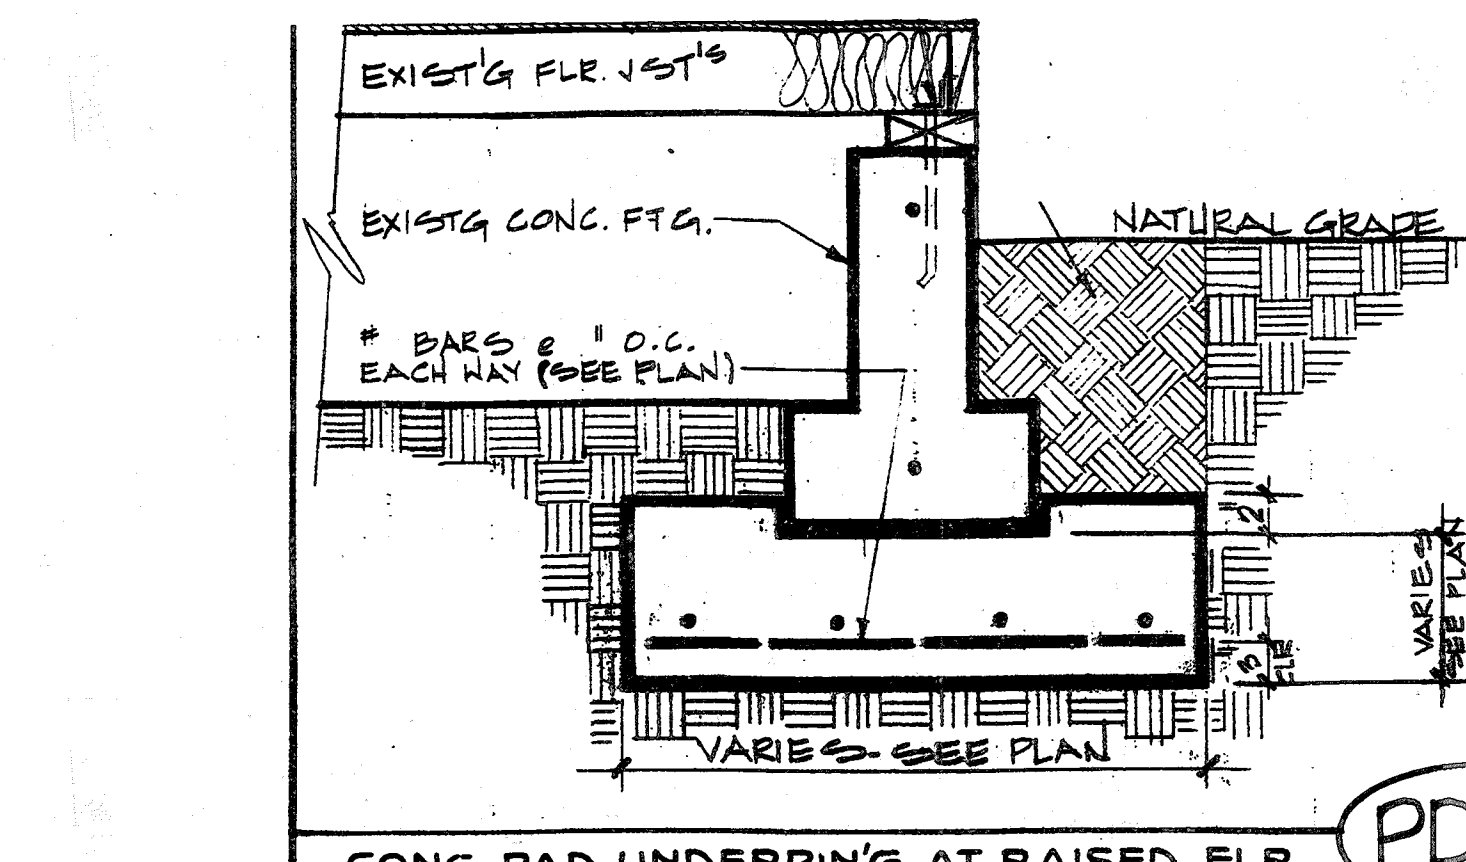 EXIST'G FLR. JST'S
EXISTG CONC. FTG.
NATURAL GRADE
# BARS @ " O.C.
EACH WAY (SEE PLAN)
2"
VARIES
SEE PLAN
3"
CLR
VARIES-SEE PLAN
PD
CONC PAD UNDERPIN'G AT RAISED FLR